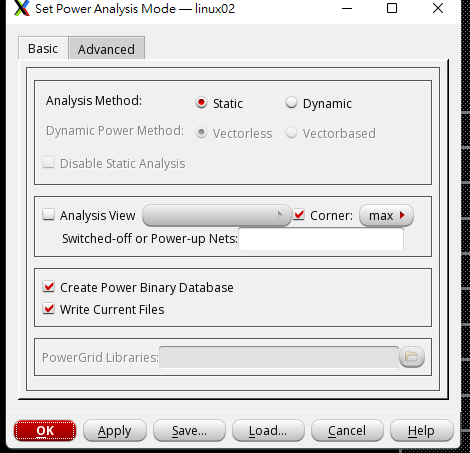 Set Power Analysis Mode — linux02
Basic Advanced
Analysis Method: Static Dynamic
Dynamic Power Method: Vectorless Vectorbased
Disable Static Analysis
Analysis View Corner: max
Switched-off or Power-up Nets:
Create Power Binary Database
Write Current Files
PowerGrid Libraries:
OK Apply Save... Load... Cancel Help